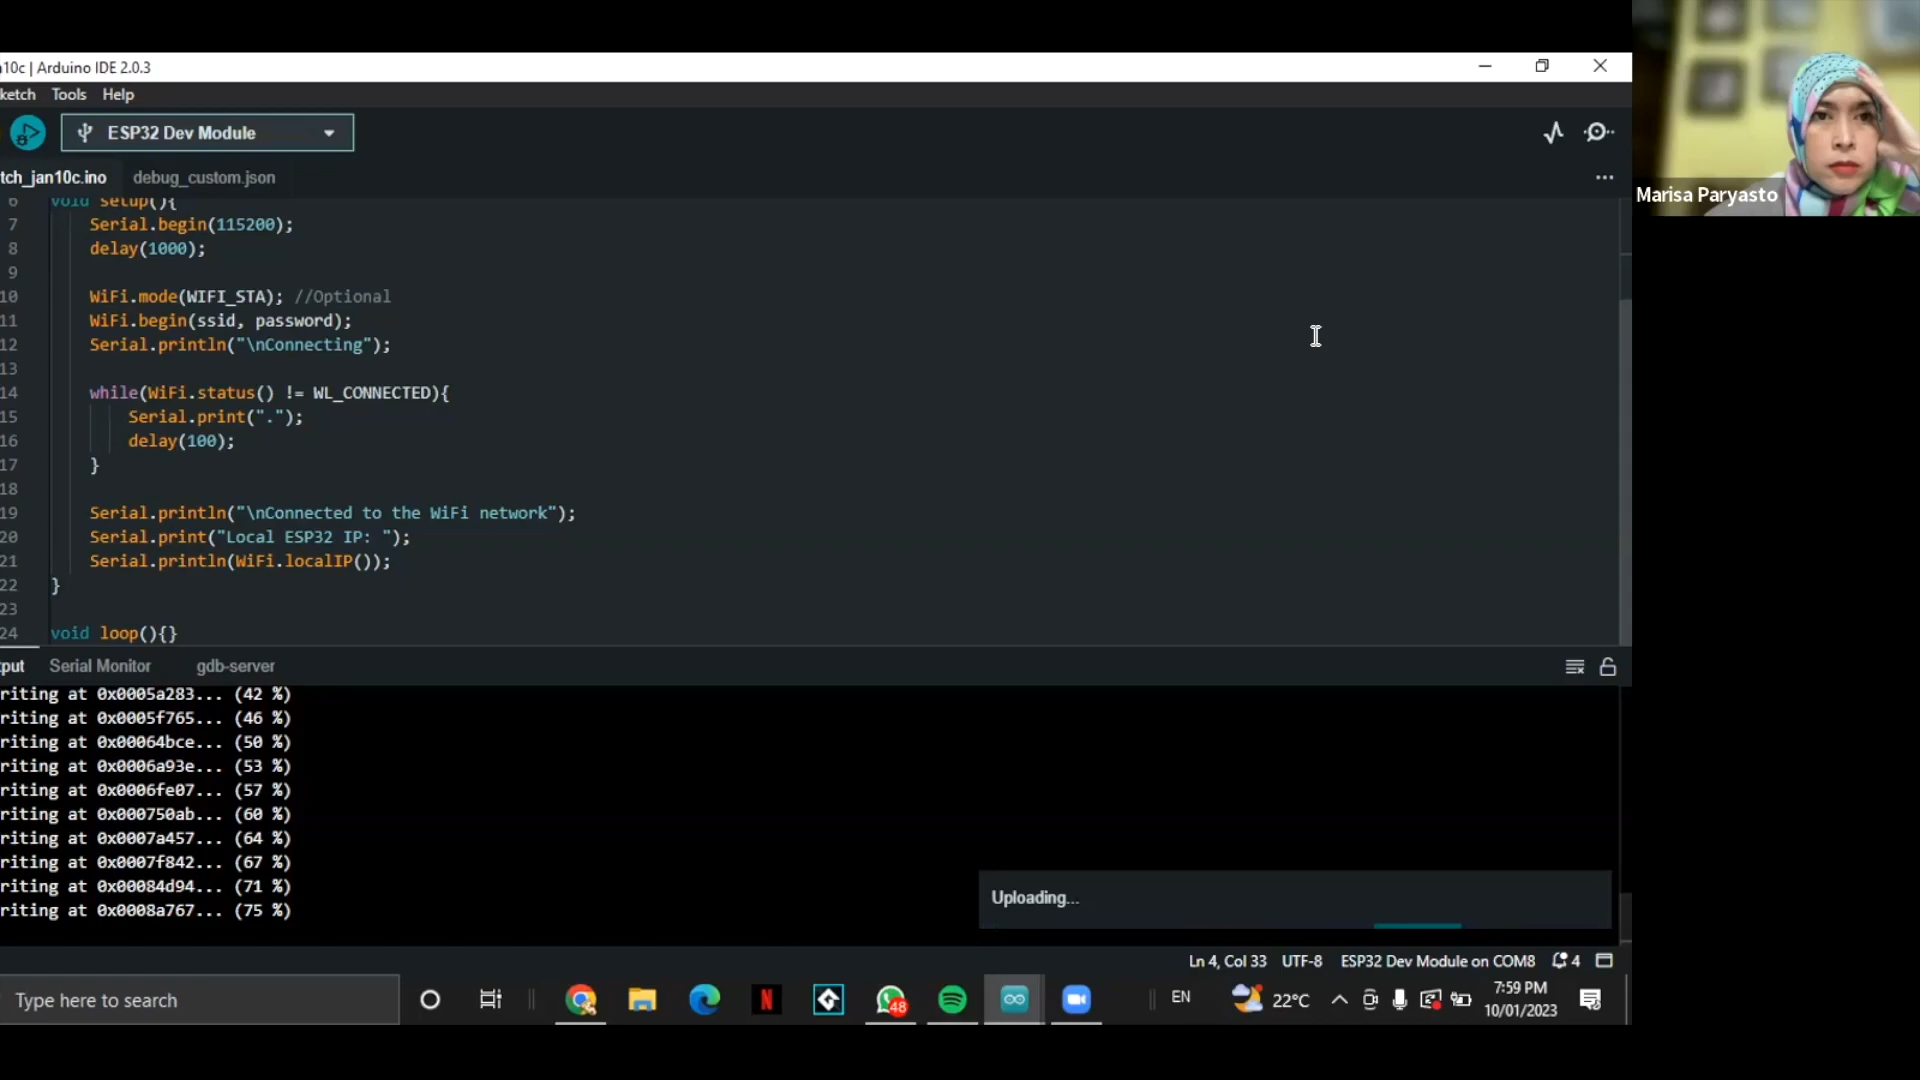 10c | Arduino IDE 2.0.3
ketch Tools Help
ESP32 Dev Module
tch_jan10c.ino debug_custom.json
6 void setup(){
7 Serial.begin(115200);
8 delay(1000);
9
10 WiFi.mode(WIFI_STA); //Optional
11 WiFi.begin(ssid, password);
12 Serial.println("\nConnecting");
13
14 while(WiFi.status() != WL_CONNECTED){
15 Serial.print(".");
16 delay(100);
17 }
18
19 Serial.println("\nConnected to the WiFi network");
20 Serial.print("Local ESP32 IP: ");
21 Serial.println(WiFi.localIP());
22 }
23
24 void loop(){}
put Serial Monitor gdb-server
riting at 0x0005a283... (42 %)
riting at 0x0005f765... (46 %)
riting at 0x00064bce... (50 %)
riting at 0x0006a93e... (53 %)
riting at 0x0006fe07... (57 %)
riting at 0x000750ab... (60 %)
riting at 0x0007a457... (64 %)
riting at 0x0007f842... (67 %)
riting at 0x00084d94... (71 %)
riting at 0x0008a767... (75 %)
Uploading...
Ln 4, Col 33 UTF-8 ESP32 Dev Module on COM8 4
Type here to search
N
48
EN
22°C
7:59 PM
10/01/2023
Marisa Paryasto